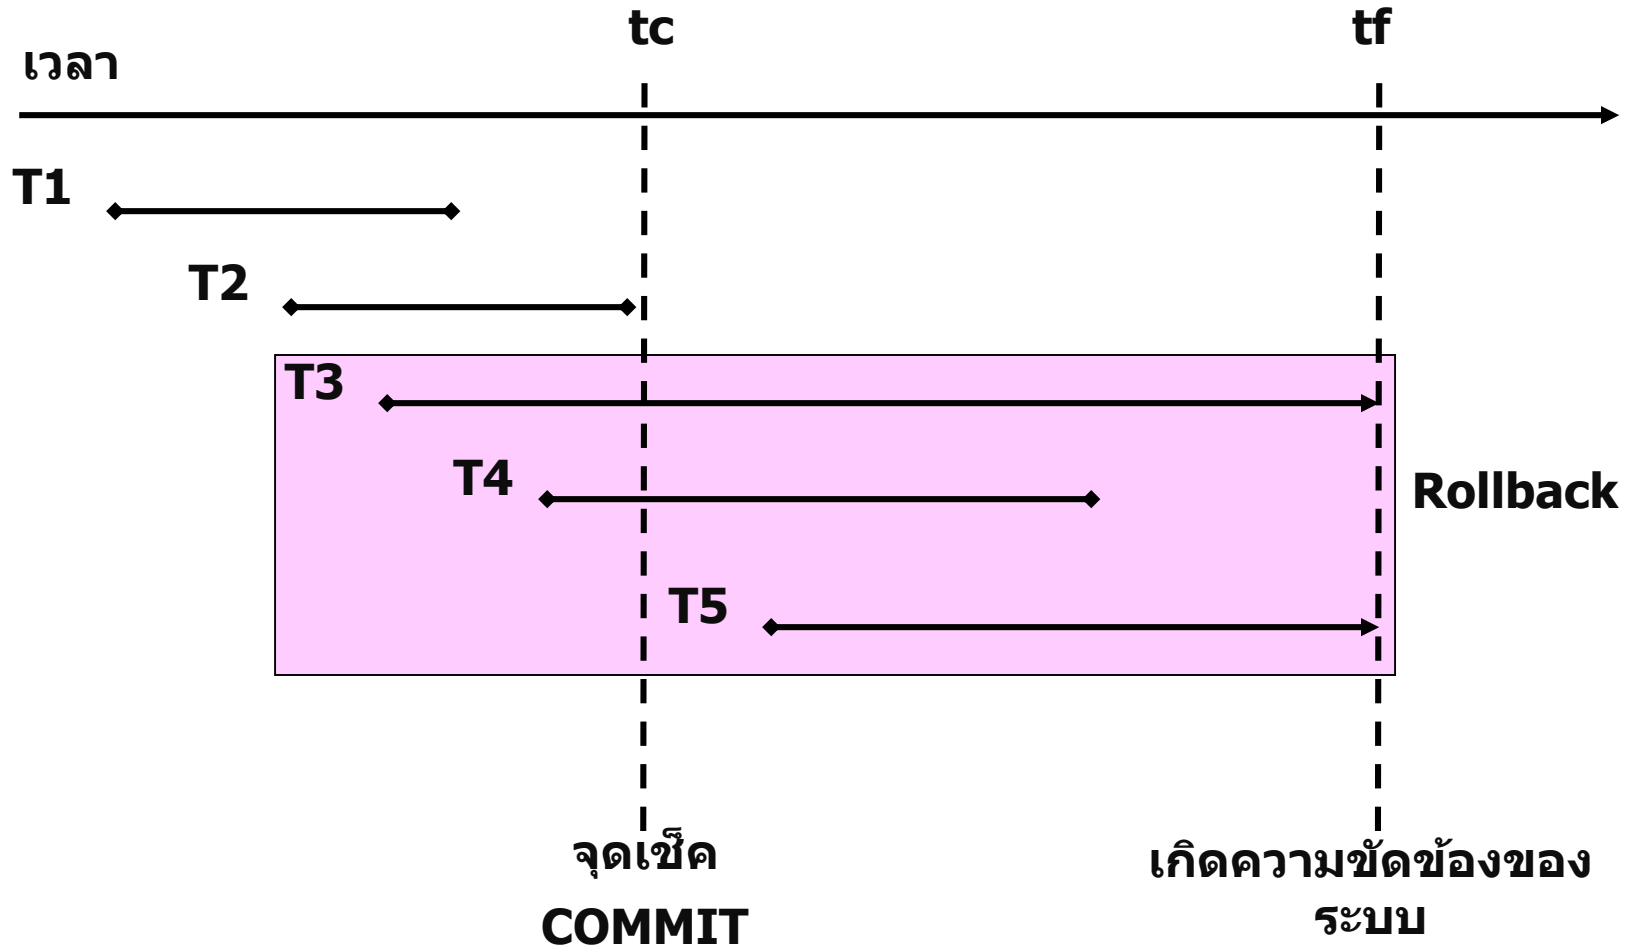 tc
tf
เวลา
T1
T2
T3
T4
Rollback
T5
จุดเช็ค
COMMIT
เกิดความขัดข้องของ
ระบบ